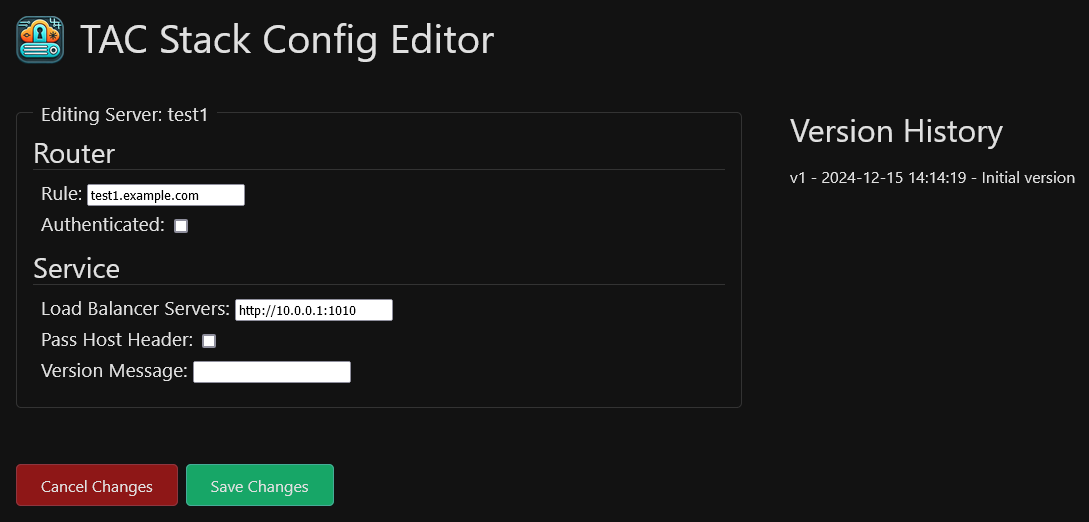 TAC Stack Config Editor
Editing Server: test1
Router
Rule: test1.example.com
Authenticated:
Service
Load Balancer Servers: http://10.0.0.1:1010
Pass Host Header:
Version Message:
Version History
v1 - 2024-12-15 14:14:19 - Initial version
Cancel Changes
Save Changes